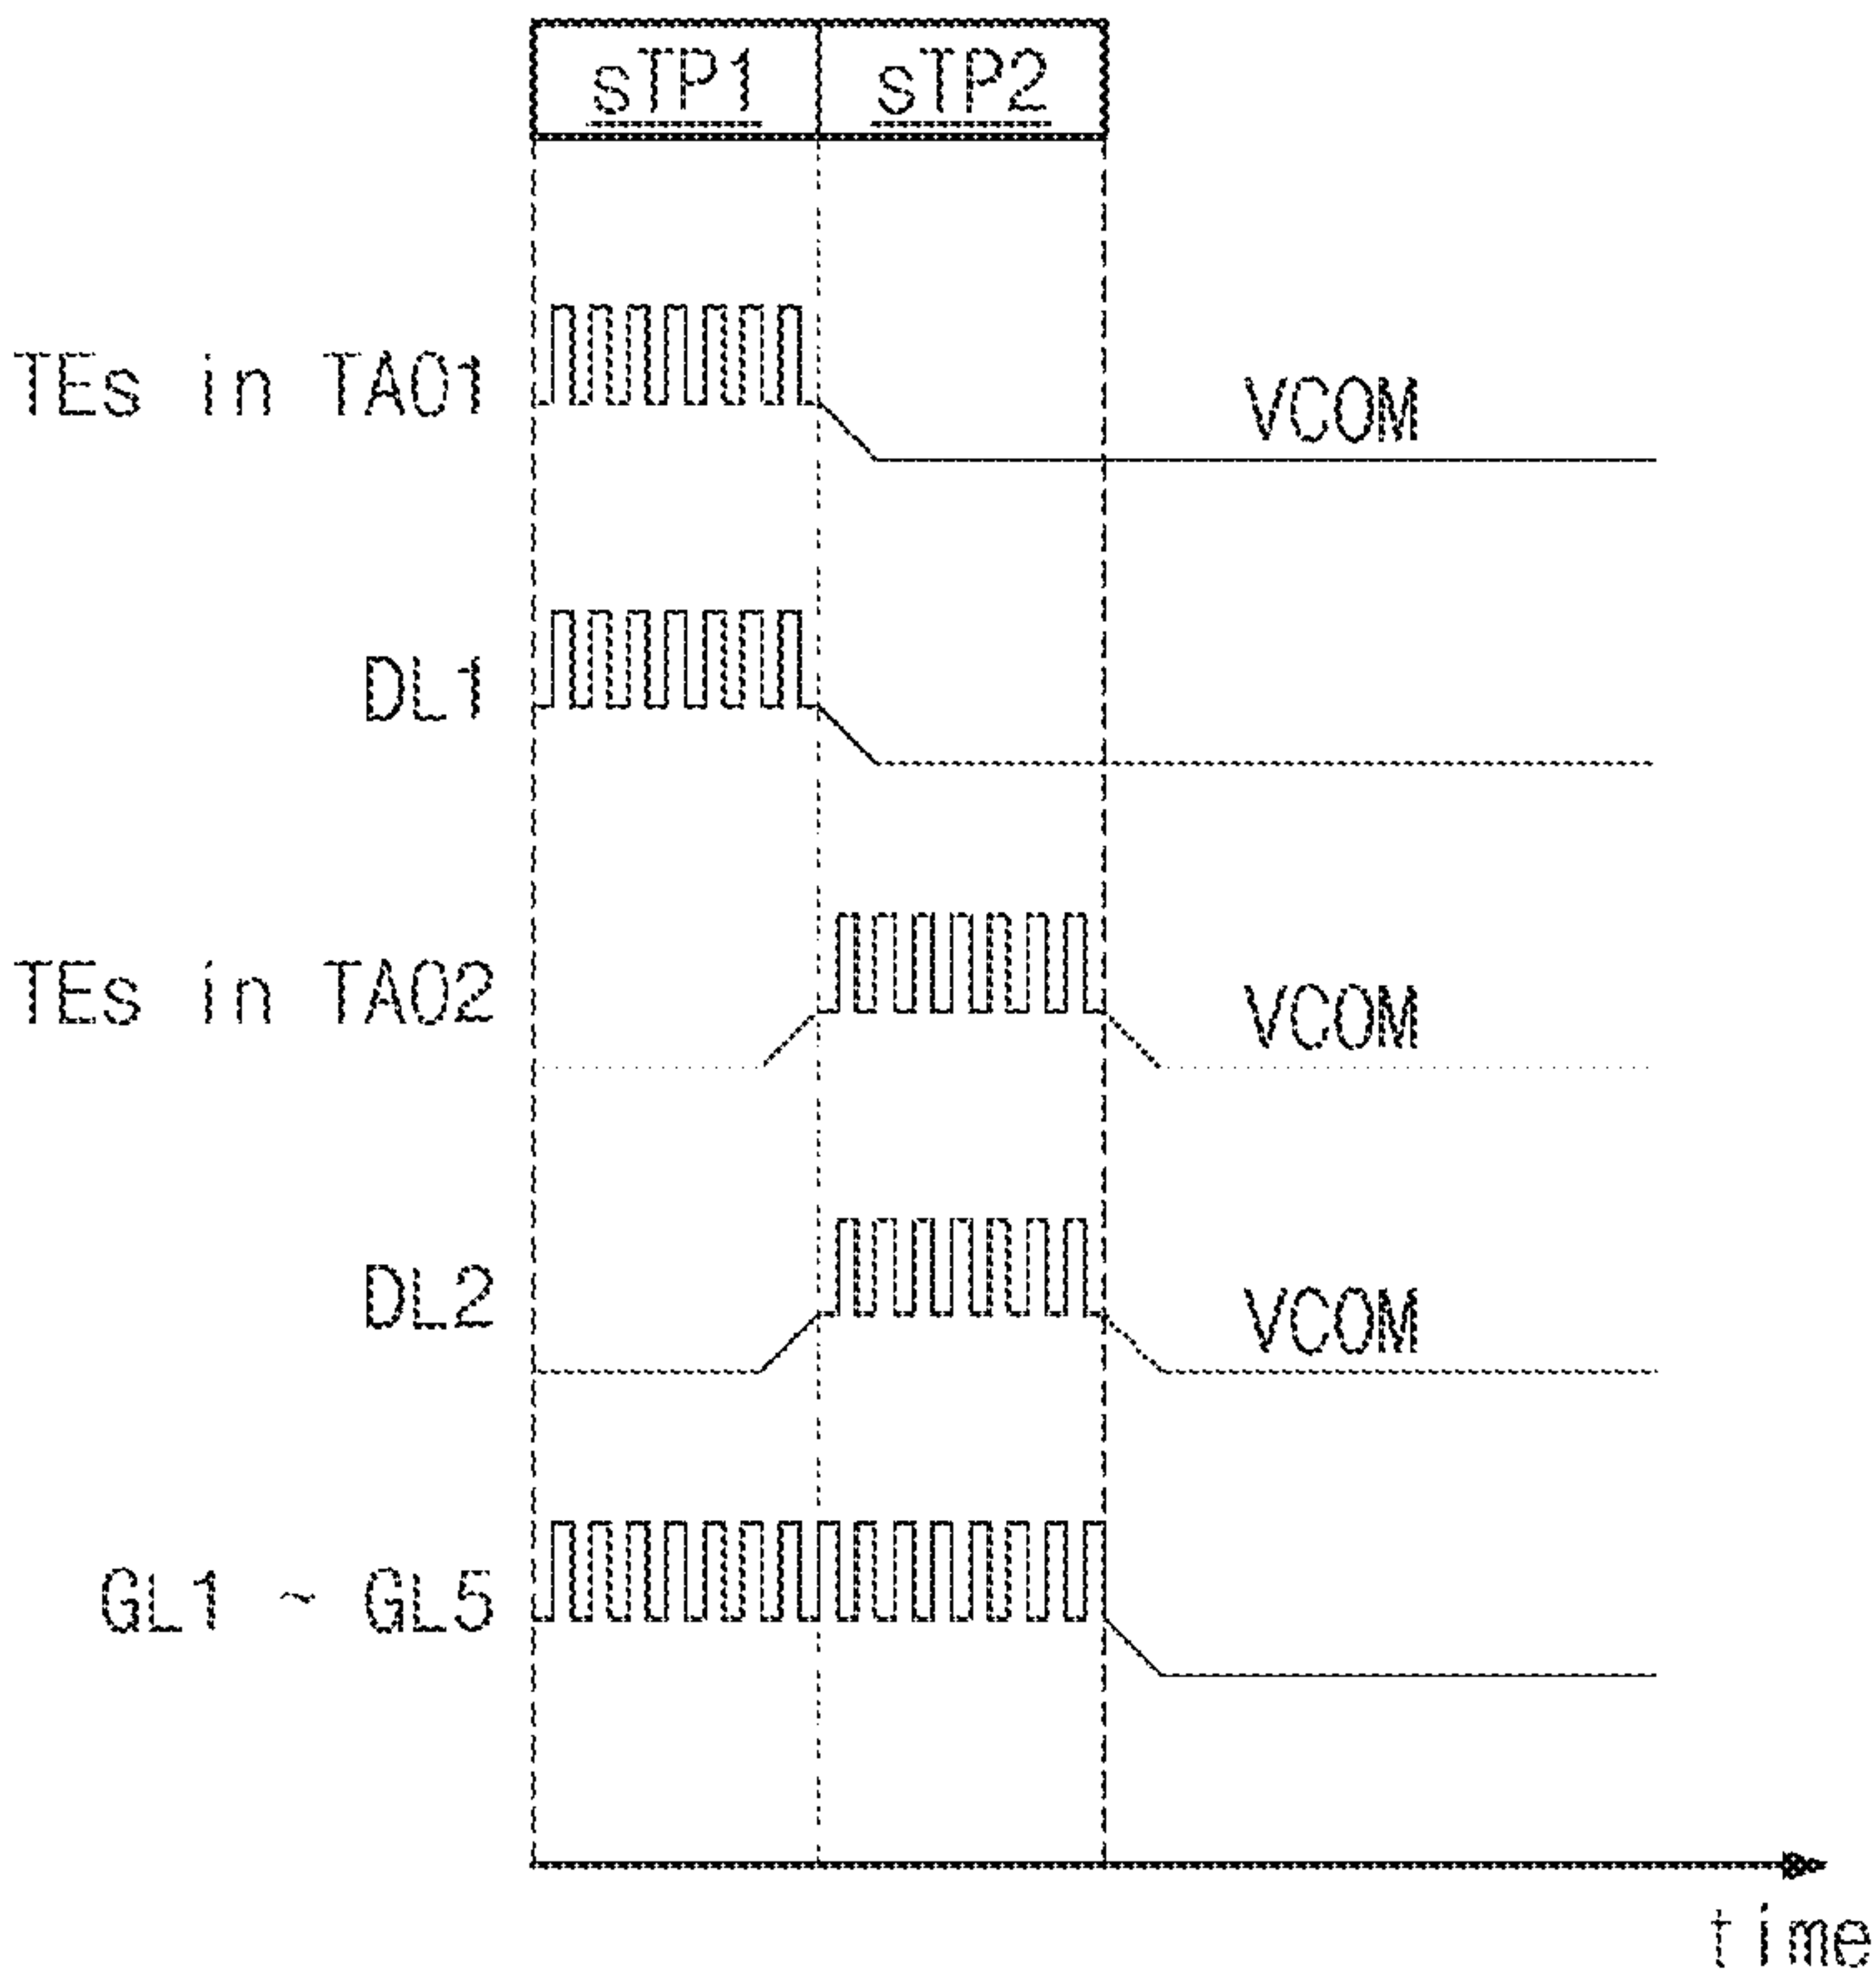 sTP1 sTP2
TEs in TA01 VCOM
DL1
TEs in TA02 VCOM
DL2 VCOM
GL1 ~ GL5
time